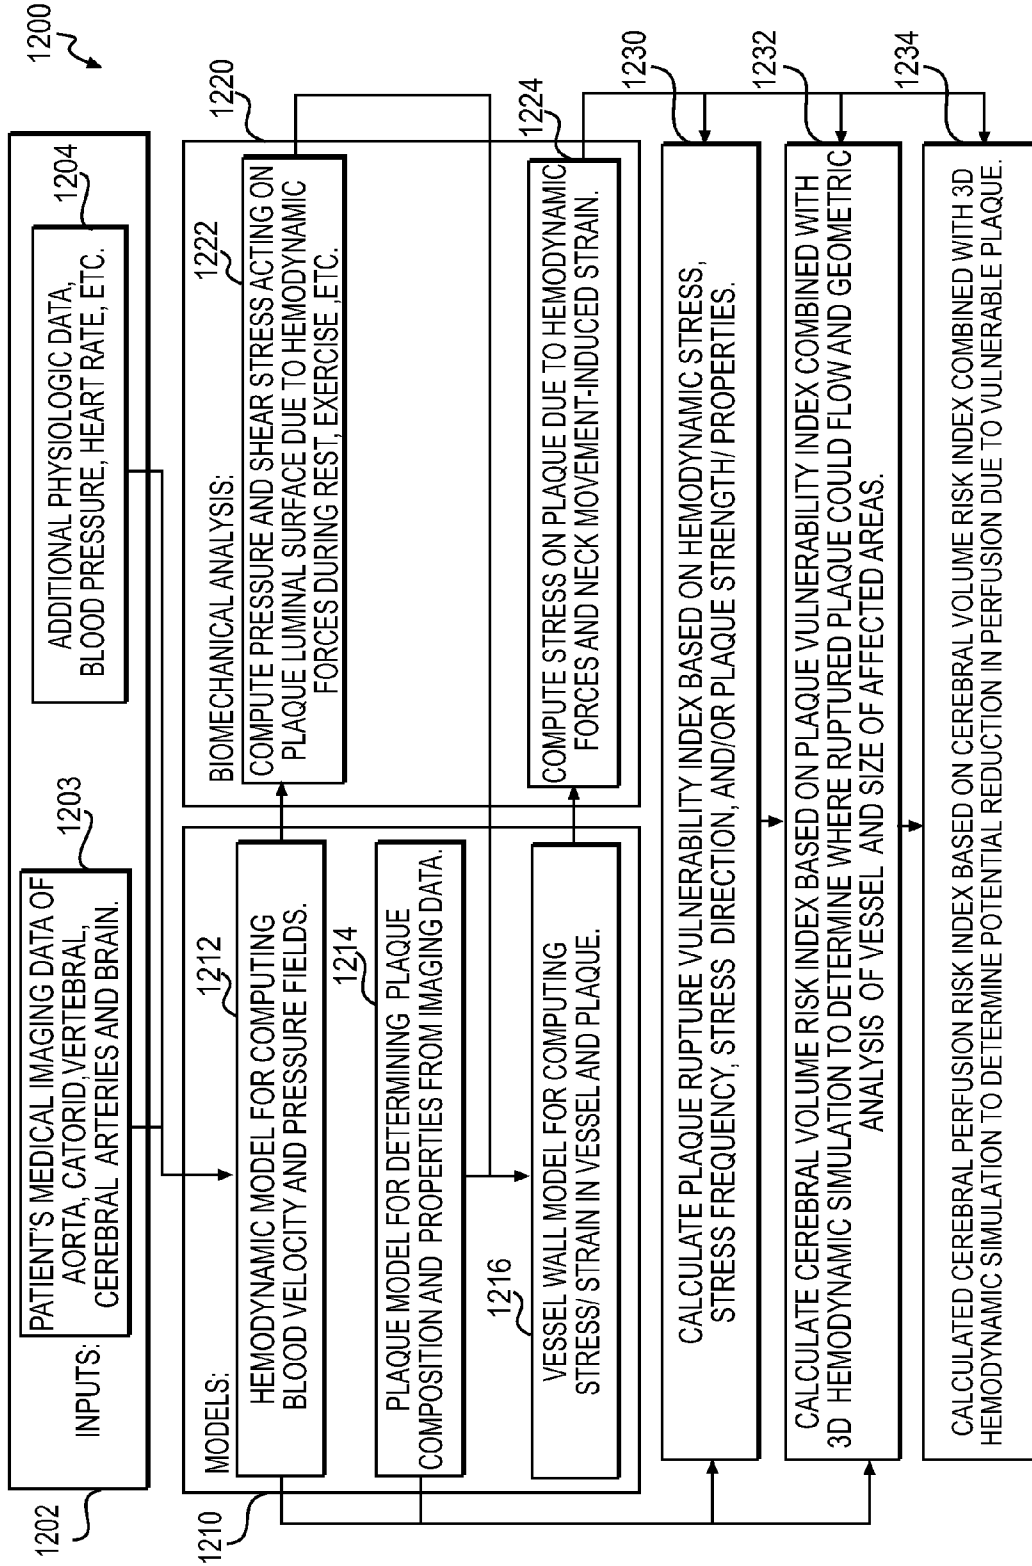 1200
1202
INPUTS:
1203
PATIENT'S MEDICAL IMAGING DATA OF
AORTA, CATORID,VERTEBRAL,
CEREBRAL ARTERIES AND BRAIN.
1204
ADDITIONAL PHYSIOLOGIC DATA,
BLOOD PRESSURE, HEART RATE, ETC.
1210
MODELS:
1212
HEMODYNAMIC MODEL FOR COMPUTING
BLOOD VELOCITY AND PRESSURE FIELDS.
1214
PLAQUE MODEL FOR DETERMINING PLAQUE
COMPOSITION AND PROPERTIES FROM IMAGING DATA.
1216
VESSEL WALL MODEL FOR COMPUTING
STRESS/ STRAIN IN VESSEL AND PLAQUE.
1220
BIOMECHANICAL ANALYSIS:
1222
COMPUTE PRESSURE AND SHEAR STRESS ACTING ON
PLAQUE LUMINAL SURFACE DUE TO HEMODYNAMIC
FORCES DURING REST, EXERCISE ,ETC.
1224
COMPUTE STRESS ON PLAQUE DUE TO HEMODYNAMIC
FORCES AND NECK MOVEMENT-INDUCED STRAIN.
1230
CALCULATE PLAQUE RUPTURE VULNERABILITY INDEX BASED ON HEMODYNAMIC STRESS,
STRESS FREQUENCY, STRESS DIRECTION, AND/OR PLAQUE STRENGTH/ PROPERTIES.
1232
CALCULATE CEREBRAL VOLUME RISK INDEX BASED ON PLAQUE VULNERABILITY INDEX COMBINED WITH
3D HEMODYNAMIC SIMULATION TO DETERMINE WHERE RUPTURED PLAQUE COULD FLOW AND GEOMETRIC
ANALYSIS OF VESSEL AND SIZE OF AFFECTED AREAS.
1234
CALCULATED CEREBRAL PERFUSION RISK INDEX BASED ON CEREBRAL VOLUME RISK INDEX COMBINED WITH 3D
HEMODYNAMIC SIMULATION TO DETERMINE POTENTIAL REDUCTION IN PERFUSION DUE TO VULNERABLE PLAQUE.